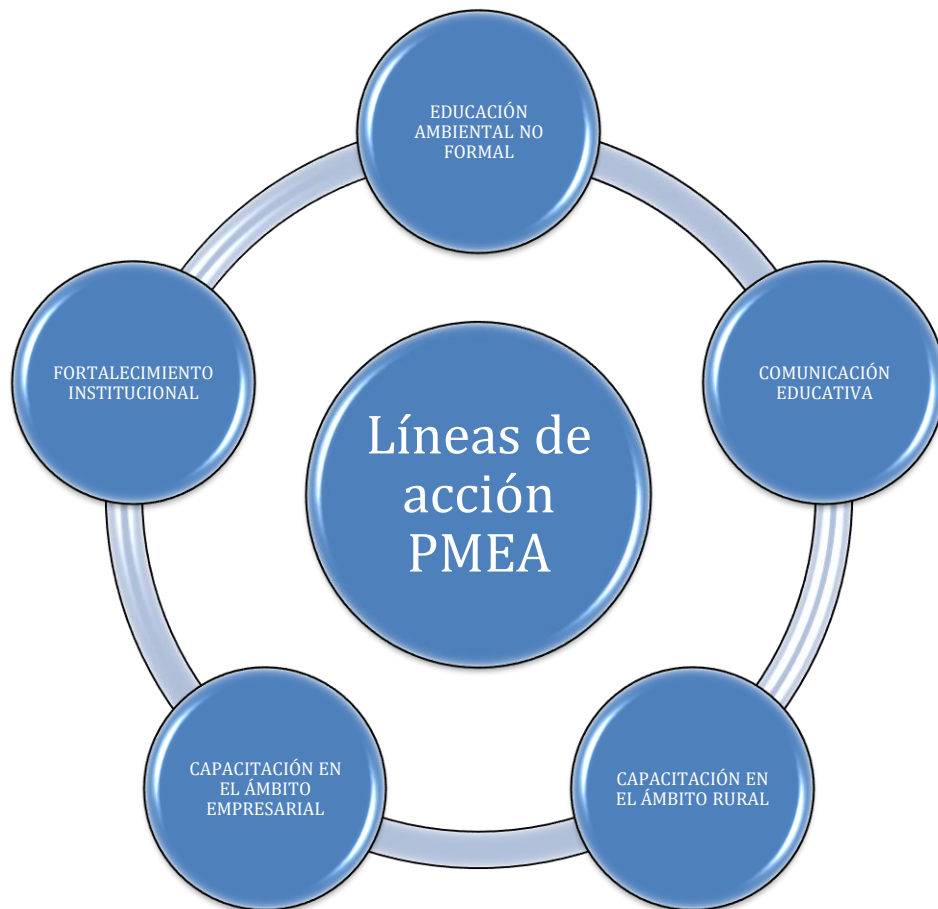 EDUCACIÓN
AMBIENTAL NO
FORMAL
COMUNICACIÓN
EDUCATIVA
CAPACITACIÓN EN
EL ÁMBITO RURAL
CAPACITACIÓN EN
EL ÁMBITO
EMPRESARIAL
FORTALECIMIENTO
INSTITUCIONAL
Líneas de
acción
PMEA